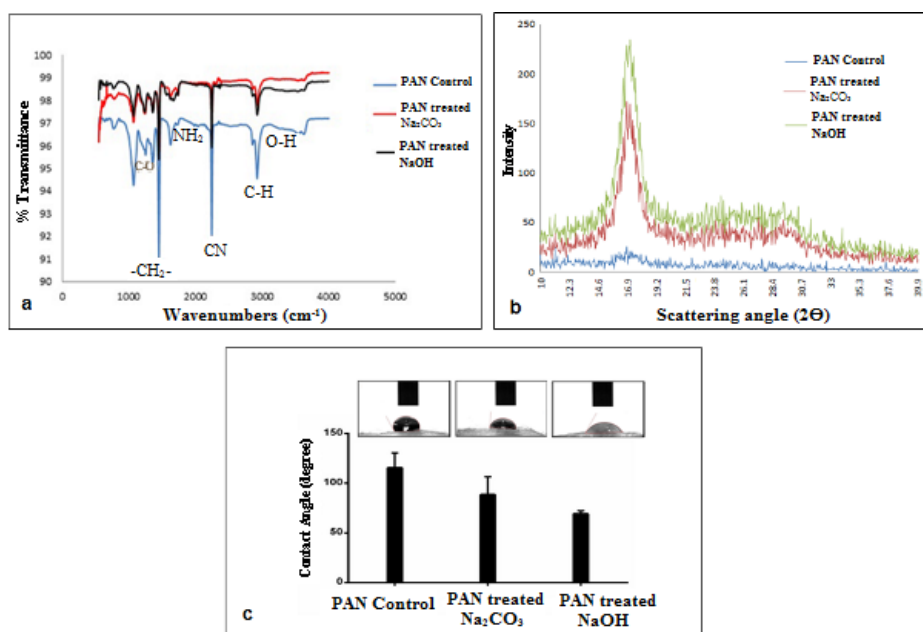 a
100
99
98
97
96
95
94
93
92
91
90
% Transmittance
PAN Control
PAN treated
Na₂CO₃
PAN treated
NaOH
NH₂
O-H
C-H
CN
-CH₂-
0 1000 2000 3000 4000 5000
Wavenumbers (cm⁻¹)
b
250
200
150
100
50
0
Intensity
PAN Control
PAN treated
Na₂CO₃
PAN treated
NaOH
10 12.3 14.6 16.9 19.2 21.5 23.8 26.1 28.4 30.7 33 35.3 37.6 39.9
Scattering angle (2Θ)
c
150
100
50
0
Contact Angle (degree)
PAN Control
PAN treated
Na₂CO₃
PAN treated
NaOH